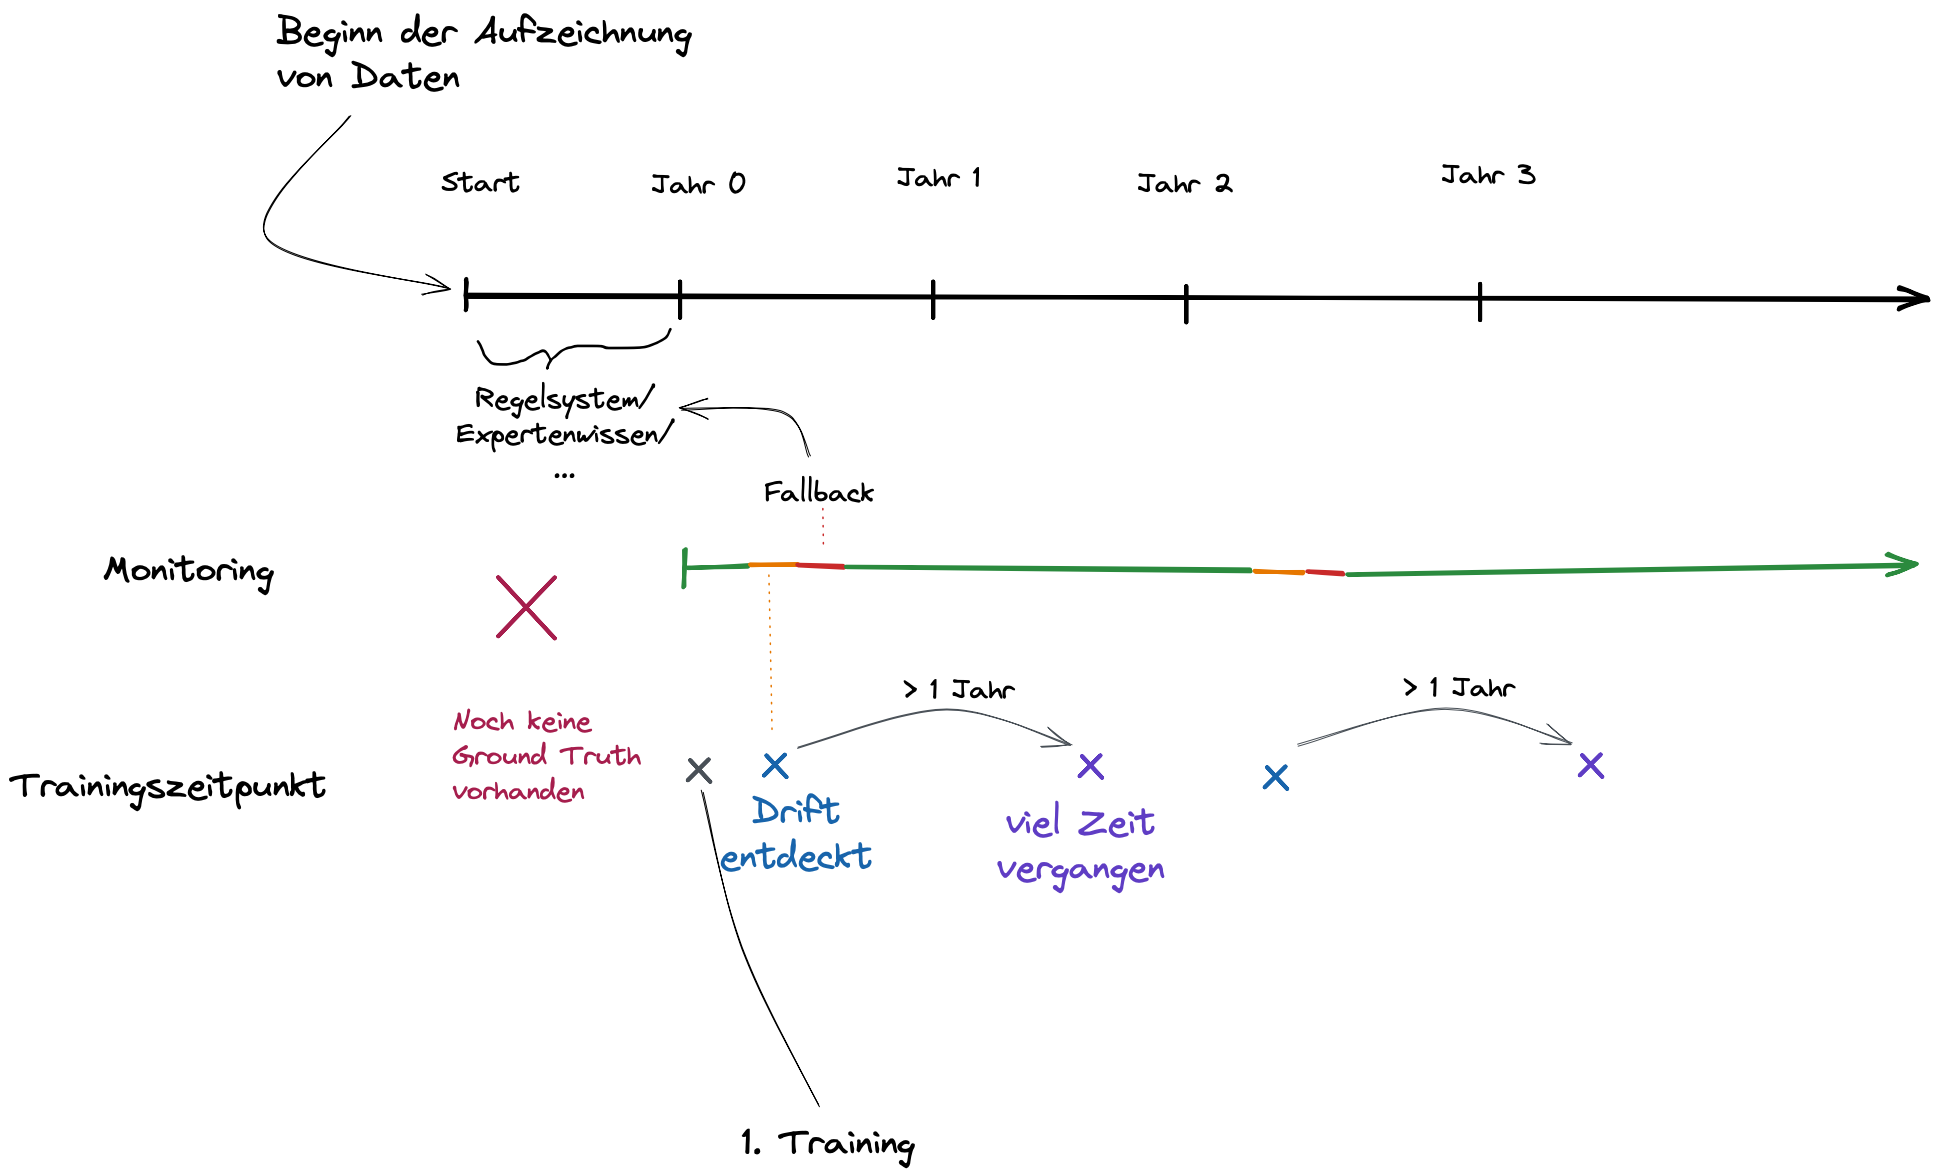 Beginn der Aufzeichnung
von Daten
Start
Jahr 0
Jahr 1
Jahr 2
Jahr 3
Regelsystem/
Expertenwissen/
...
Fallback
Monitoring
> 1 Jahr
> 1 Jahr
Noch keine
Ground Truth
vorhanden
Trainingszeitpunkt
Drift
entdeckt
viel Zeit
vergangen
1. Training